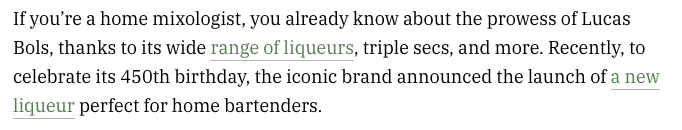 If you’re a home mixologist, you already know about the prowess of Lucas
Bols, thanks to its wide range of liqueurs, triple secs, and more. Recently, to
celebrate its 450th birthday, the iconic brand announced the launch of a new
liqueur perfect for home bartenders.